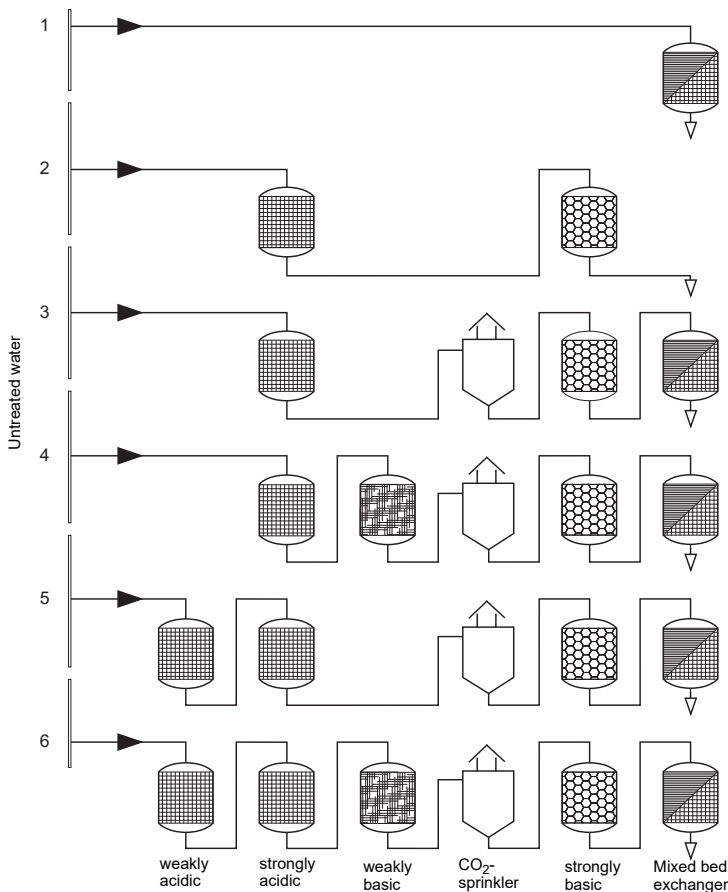 1
2
3
Untreated water
4
5
6
weakly
acidic
strongly
acidic
weakly
basic
CO₂-
sprinkler
strongly
basic
Mixed bed
exchanger